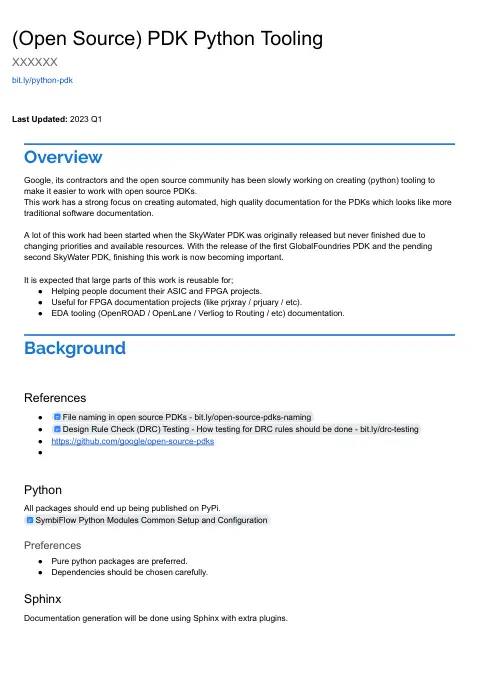 (Open Source) PDK Python Tooling
XXXXXX
bit.ly/python-pdk
Last Updated: 2023 Q1
Overview
Google, its contractors and the open source community has been slowly working on creating (python) tooling to
make it easier to work with open source PDKs.
This work has a strong focus on creating automated, high quality documentation for the PDKs which looks like more
traditional software documentation.
A lot of this work had been started when the SkyWater PDK was originally released but never finished due to
changing priorities and available resources. With the release of the first GlobalFoundries PDK and the pending
second SkyWater PDK, finishing this work is now becoming important.
It is expected that large parts of this work is reusable for;
● Helping people document their ASIC and FPGA projects.
● Useful for FPGA documentation projects (like prjxray / prjuary / etc).
● EDA tooling (OpenROAD / OpenLane / Verliog to Routing / etc) documentation.
Background
References
● File naming in open source PDKs - bit.ly/open-source-pdks-naming
● Design Rule Check (DRC) Testing - How testing for DRC rules should be done - bit.ly/drc-testing
● https://github.com/google/open-source-pdks
●
Python
All packages should end up being published on PyPi.
SymbiFlow Python Modules Common Setup and Configuration
Preferences
● Pure python packages are preferred.
● Dependencies should be chosen carefully.
Sphinx
Documentation generation will be done using Sphinx with extra plugins.